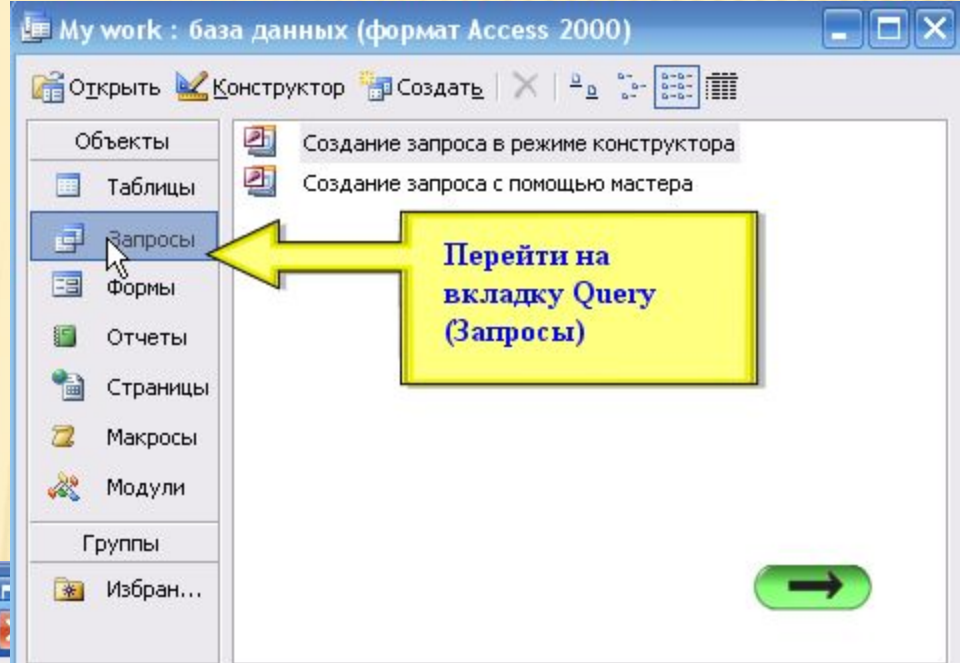 My work : база данных (формат Access 2000)
Открыть Конструктор Создать
Объекты
Таблицы
Запросы
Формы
Отчеты
Страницы
Макросы
Модули
Группы
Избран...
Создание запроса в режиме конструктора
Создание запроса с помощью мастера
Перейти на
вкладку Query
(Запросы)